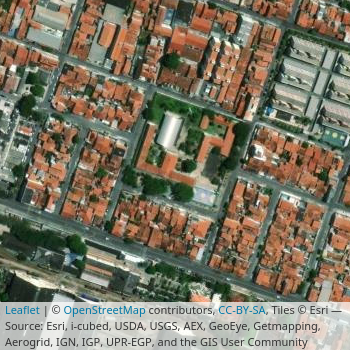 Leaflet | © OpenStreetMap contributors, CC-BY-SA, Tiles © Esri —
Source: Esri, i-cubed, USDA, USGS, AEX, GeoEye, Getmapping,
Aerogrid, IGN, IGP, UPR-EGP, and the GIS User Community